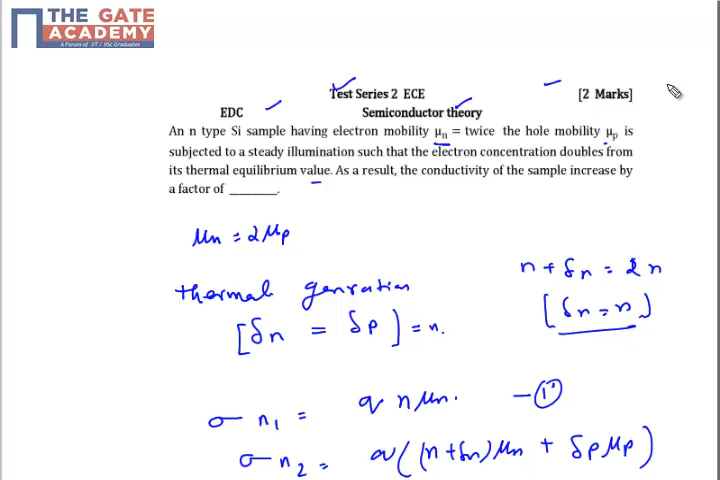 THE GATE
ACADEMY
A Forum of IIT / IISc Graduates
Test Series 2 ECE [2 Marks]
EDC Semiconductor theory
An n type Si sample having electron mobility μn = twice the hole mobility μp is
subjected to a steady illumination such that the electron concentration doubles from
its thermal equilibrium value. As a result, the conductivity of the sample increase by
a factor of ________.
μn = 2μp
n + δn = 2n
thermal genration
[δn = n]
[δn = δp] = n.
σn1 = q n μn. -①
σn2 = q((n+δn)μn + δpμp)